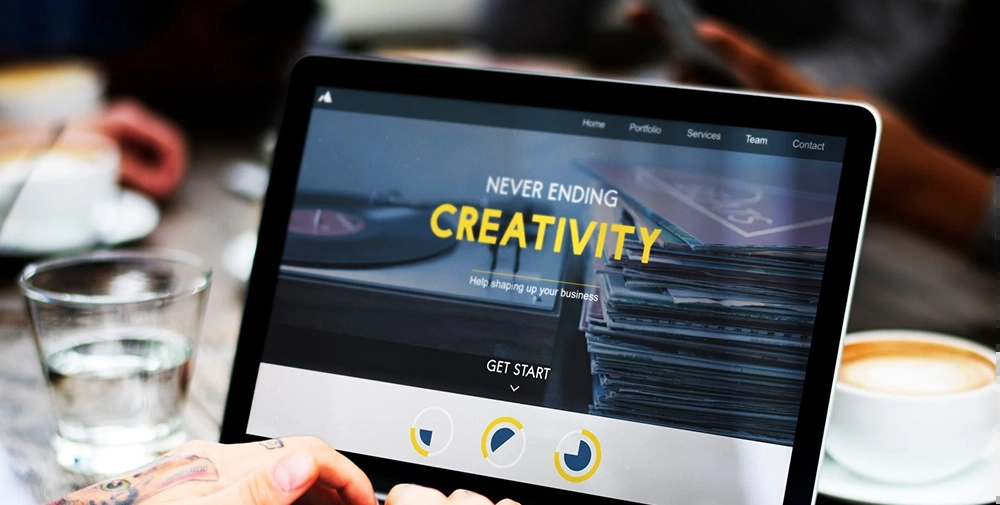 Home Portfolio Services Team Contact
NEVER ENDING
CREATIVITY
Help shaping up your business
GET START